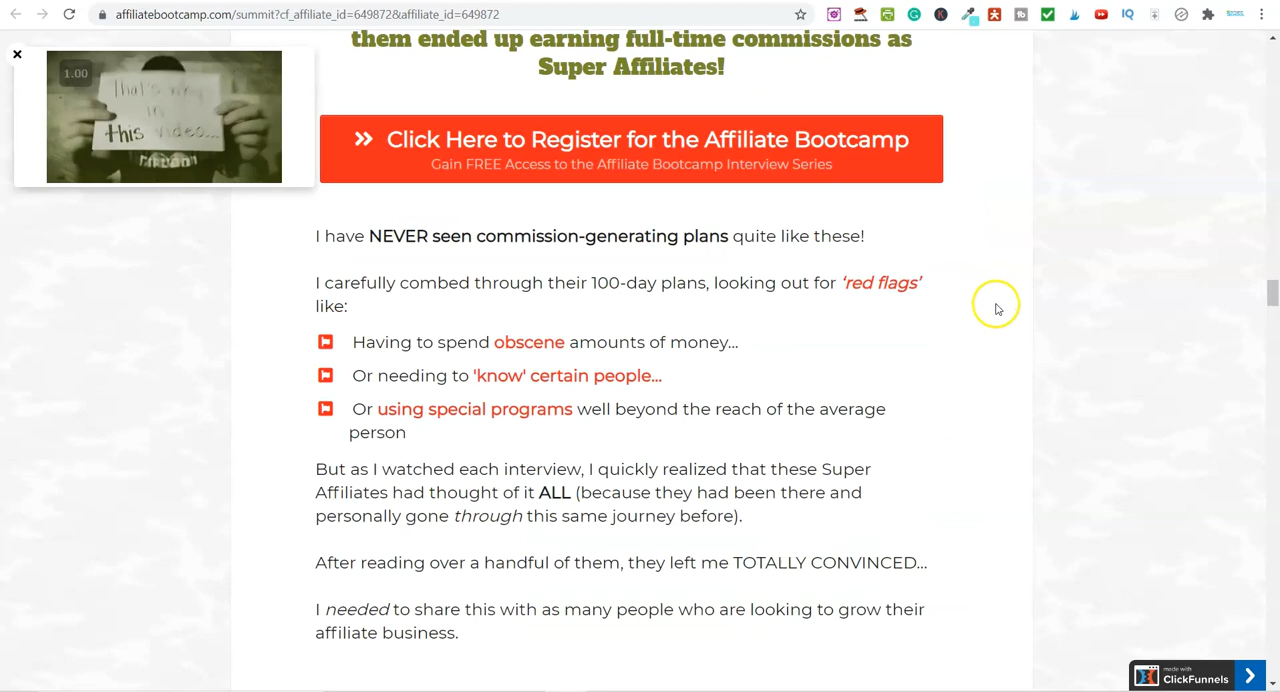 affiliatebootcamp.com/summit?cf_affiliate_id=649872&affiliate_id=649872
them ended up earning full-time commissions as
Super Affiliates!
1.00
That's why
in
this video...
>> Click Here to Register for the Affiliate Bootcamp
Gain FREE Access to the Affiliate Bootcamp Interview Series
I have NEVER seen commission-generating plans quite like these!
I carefully combed through their 100-day plans, looking out for ‘red flags’
like:
Having to spend obscene amounts of money...
Or needing to 'know' certain people...
Or using special programs well beyond the reach of the average
person
But as I watched each interview, I quickly realized that these Super
Affiliates had thought of it ALL (because they had been there and
personally gone through this same journey before).
After reading over a handful of them, they left me TOTALLY CONVINCED...
I needed to share this with as many people who are looking to grow their
affiliate business.
made with
ClickFunnels